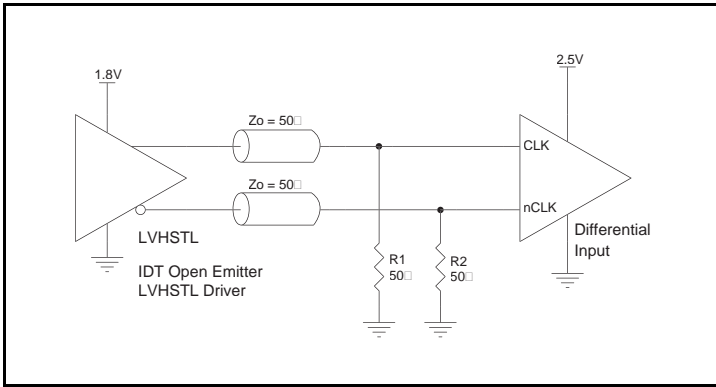 1.8V
2.5V
Zo = 50□
CLK
Zo = 50□
nCLK
LVHSTL
Differential
Input
IDT Open Emitter
LVHSTL Driver
R1
50□
R2
50□